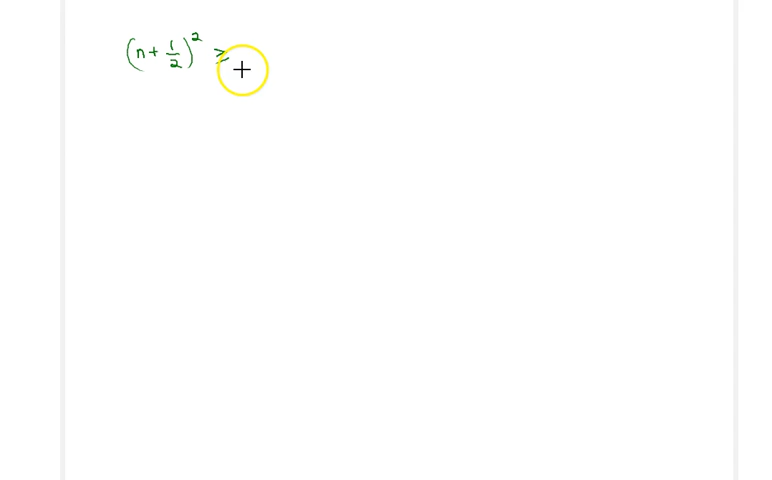 (n + 1/2)² ≥